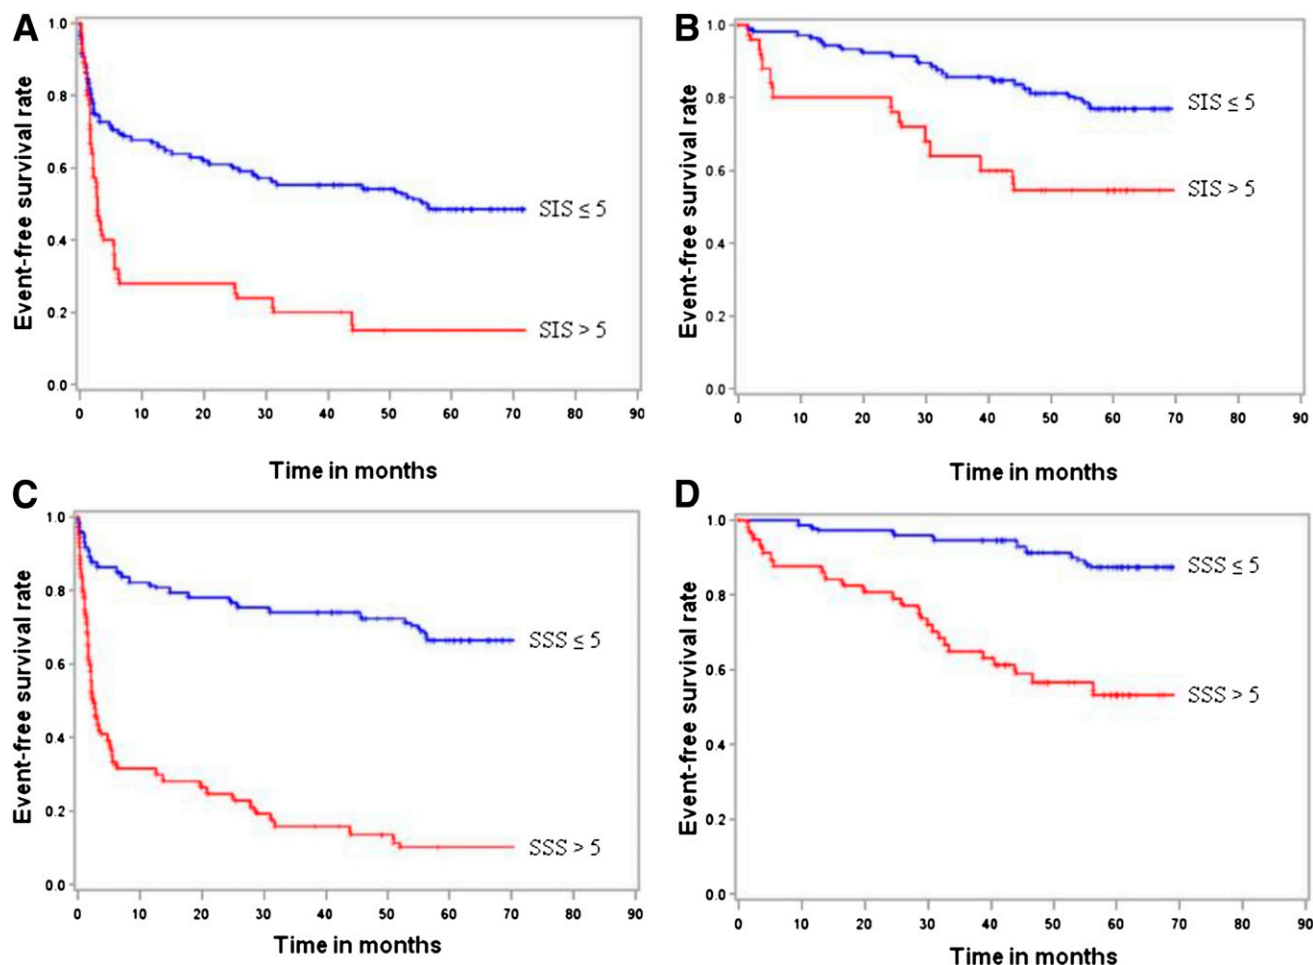 A
Event-free survival rate
1.0
0.8
0.6
0.4
0.2
0.0
SIS ≤ 5
SIS > 5
0 10 20 30 40 50 60 70 80 90
Time in months
B
Event-free survival rate
1.0
0.8
0.6
0.4
0.2
0.0
SIS ≤ 5
SIS > 5
0 10 20 30 40 50 60 70 80 90
Time in months
C
Event-free survival rate
1.0
0.8
0.6
0.4
0.2
0.0
SSS ≤ 5
SSS > 5
0 10 20 30 40 50 60 70 80 90
Time in months
D
Event-free survival rate
1.0
0.8
0.6
0.4
0.2
0.0
SSS ≤ 5
SSS > 5
0 10 20 30 40 50 60 70 80 90
Time in months